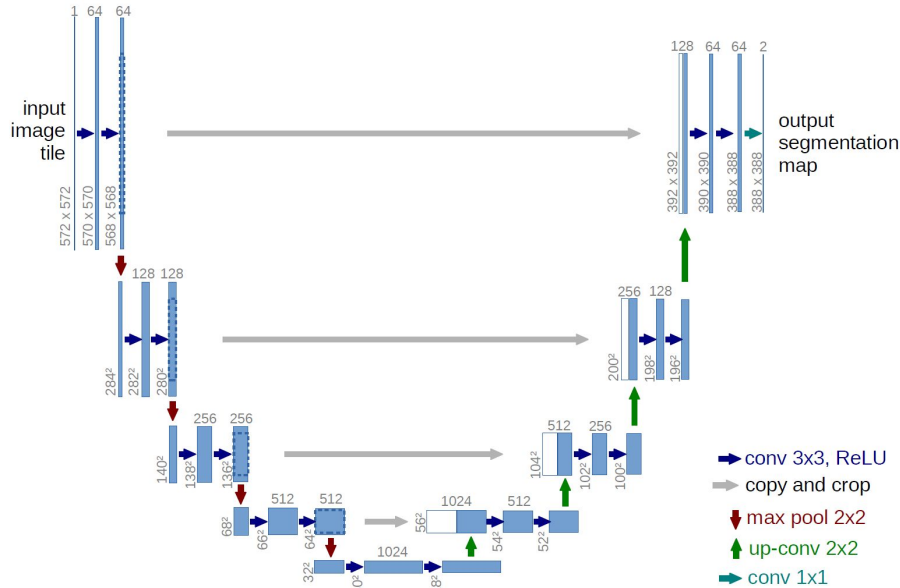 1 64 64
input
image
tile
572 x 572
570 x 570
568 x 568
128 64 64 2
output
segmentation
map
392 x 392
390 x 390
388 x 388
388 x 388
128 128
284²
282²
280²
256 128
200²
198²
196²
256 256
140²
138²
136²
512 256
104²
102²
100²
512 512
68²
66²
64²
1024 512
56²
54²
52²
1024
32²
0²
8²
conv 3x3, ReLU
copy and crop
max pool 2x2
up-conv 2x2
conv 1x1